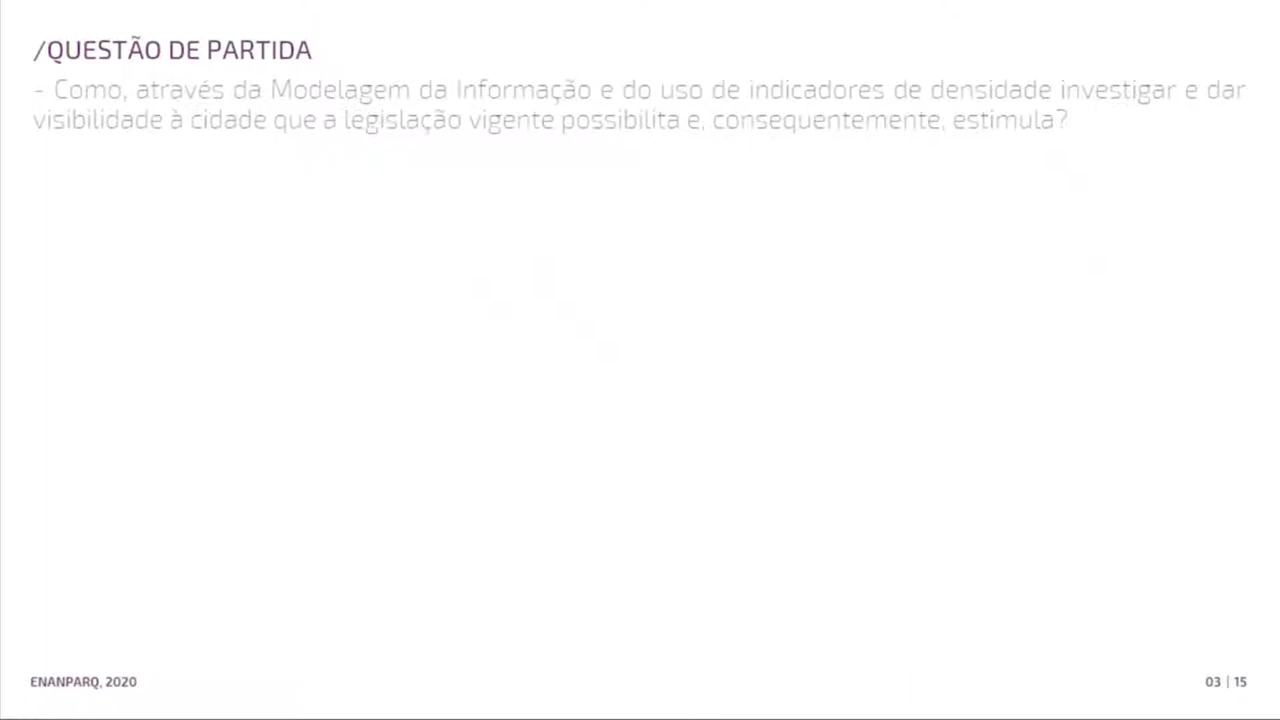 /QUESTÃO DE PARTIDA
- Como, através da Modelagem da Informação e do uso de indicadores de densidade investigar e dar
visibilidade à cidade que a legislação vigente possibilita e, consequentemente, estimula?
ENANPARQ, 2020
03 | 15